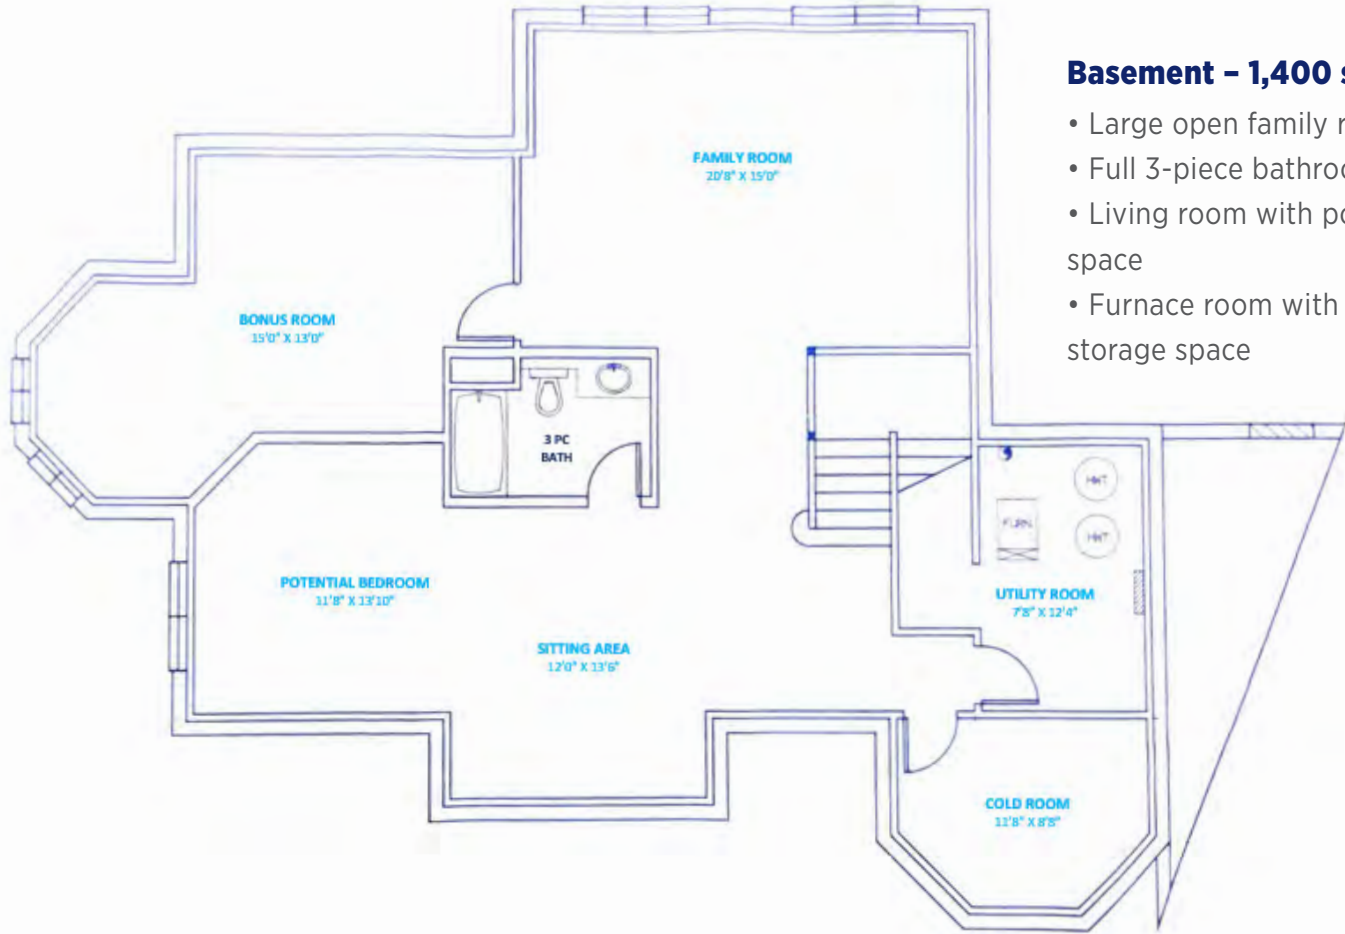 Basement – 1,400
• Large open family
• Full 3-piece
• Living room with
space
• Furnace room with
storage space
FAMILY ROOM
20'8" X 15'0"
BONUS ROOM
15'0" X 13'0"
3 PC
BATH
HWT
FURN
HWT
POTENTIAL BEDROOM
11'8" X 13'10"
UTILITY ROOM
7'8" X 12'4"
SITTING AREA
12'0" X 13'6"
COLD ROOM
11'8" X 8'8"